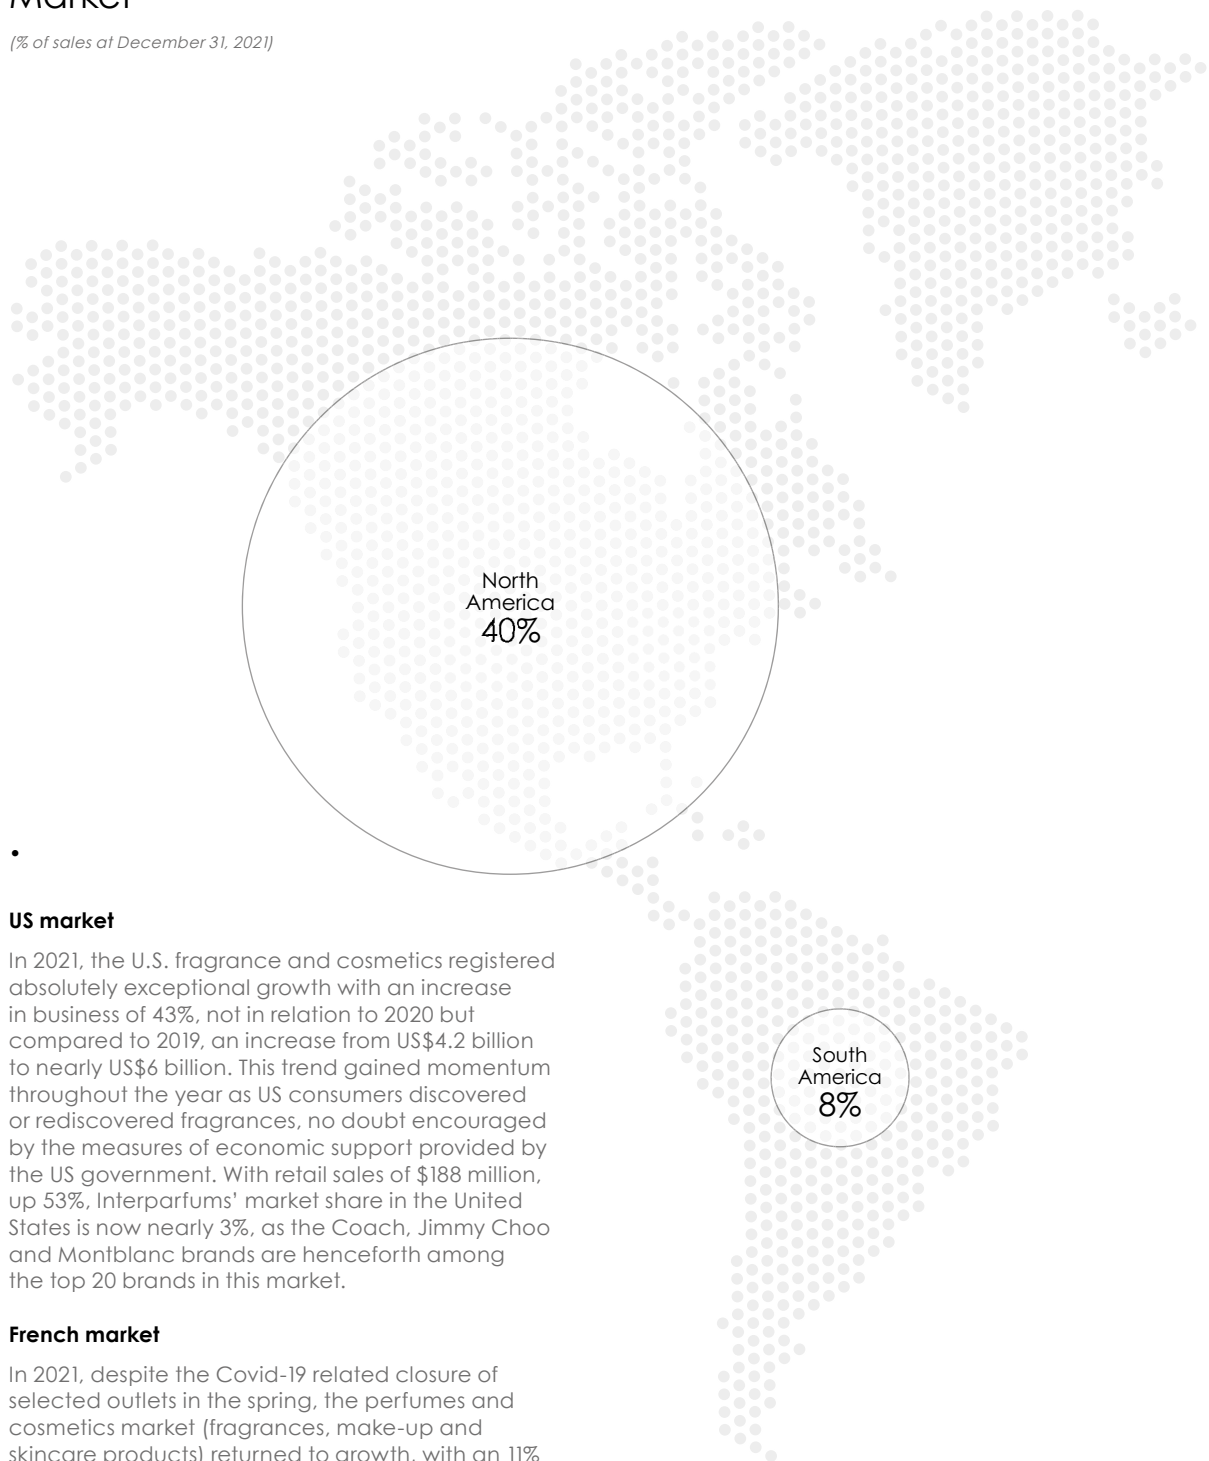 Market
(% of sales at December 31, 2021)
North
America
40%
•
US market
In 2021, the U.S. fragrance and cosmetics registered
absolutely exceptional growth with an increase
in business of 43%, not in relation to 2020 but
compared to 2019, an increase from US$4.2 billion
to nearly US$6 billion. This trend gained momentum
throughout the year as US consumers discovered
or rediscovered fragrances, no doubt encouraged
by the measures of economic support provided by
the US government. With retail sales of $188 million,
up 53%, Interparfums’ market share in the United
States is now nearly 3%, as the Coach, Jimmy Choo
and Montblanc brands are henceforth among
the top 20 brands in this market.
South
America
8%
French market
In 2021, despite the Covid-19 related closure of
selected outlets in the spring, the perfumes and
cosmetics market (fragrances, make-up and
skincare products) returned to growth, with an 11%